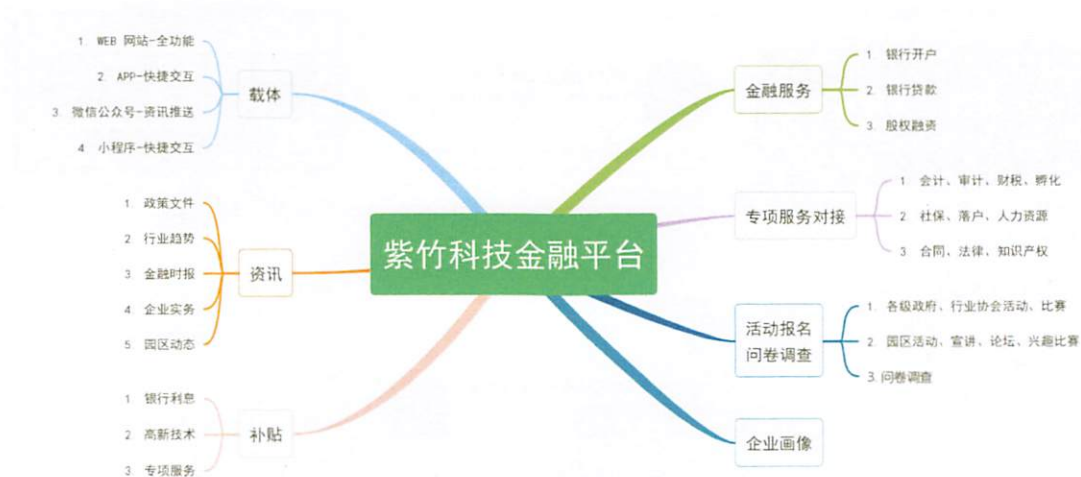 紫竹科技金融平台
载体
1 WEB 网站-全功能
2 APP-快捷交互
3 微信公众号-资讯推送
4 小程序-快捷交互
资讯
1 政策文件
2 行业趋势
3 金融时报
4 企业实务
5 园区动态
补贴
1 银行利息
2 高新技术
3 专项服务
金融服务
1 银行开户
2. 银行贷款
3. 股权融资
专项服务对接
1 会计、审计、财税、孵化
2 社保、落户、人力资源
3 合同、法律、知识产权
活动报名
问卷调查
1. 各级政府、行业协会活动、比赛
2. 园区活动、宣讲、论坛、兴趣比赛
3.问卷调查
企业画像